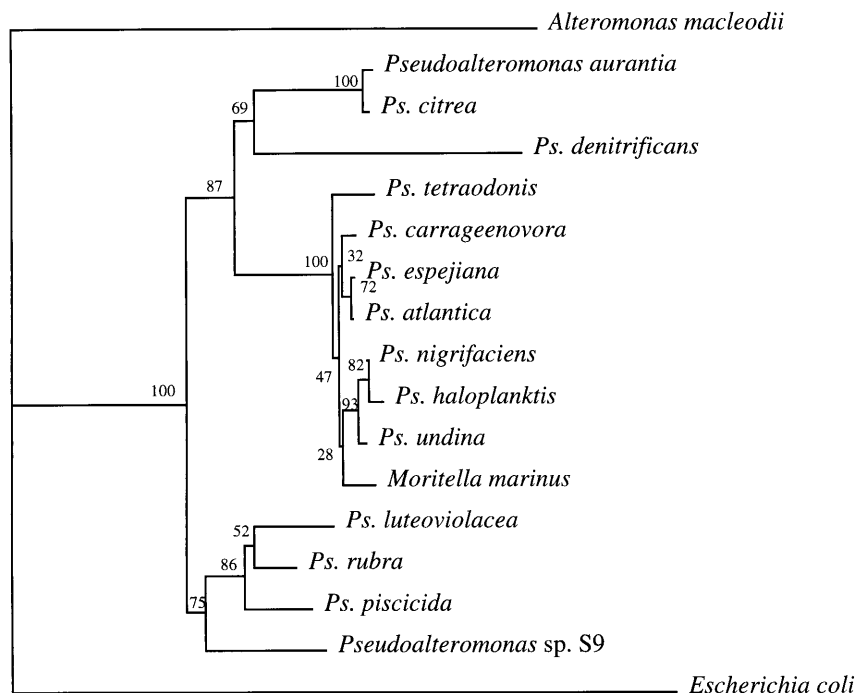 Alteromonas macleodii
Pseudoalteromonas aurantia
100
Ps. citrea
69
Ps. denitrificans
87
Ps. tetraodonis
Ps. carrageenovora
100
32
Ps. espejiana
72
Ps. atlantica
Ps. nigrifaciens
82
47
Ps. haloplanktis
100
93
Ps. undina
28
Moritella marinus
Ps. luteoviolacea
52
Ps. rubra
86
75
Ps. piscicida
Pseudoalteromonas sp. S9
Escherichia coli